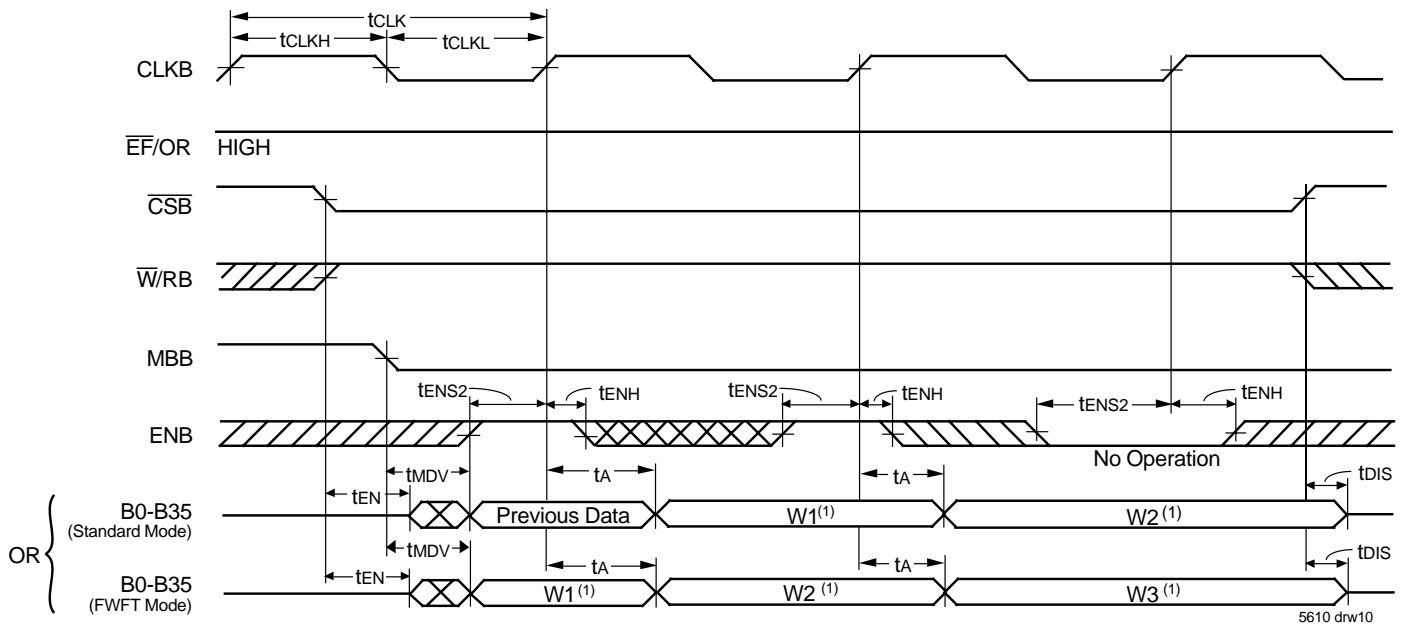 tCLK
tCLKH tCLKL
CLKB
EF/OR HIGH
CSB
W/RB
MBB
tENS2 tENH tENS2 tENH tENS2 tENH
ENB
No Operation
tMDV tA tA tDIS
tEN
B0-B35 Previous Data W1(1) W2(1)
(Standard Mode)
OR
tMDV tDIS
tEN tA tA
B0-B35 W1(1) W2(1) W3(1)
(FWFT Mode)
5610 drw10